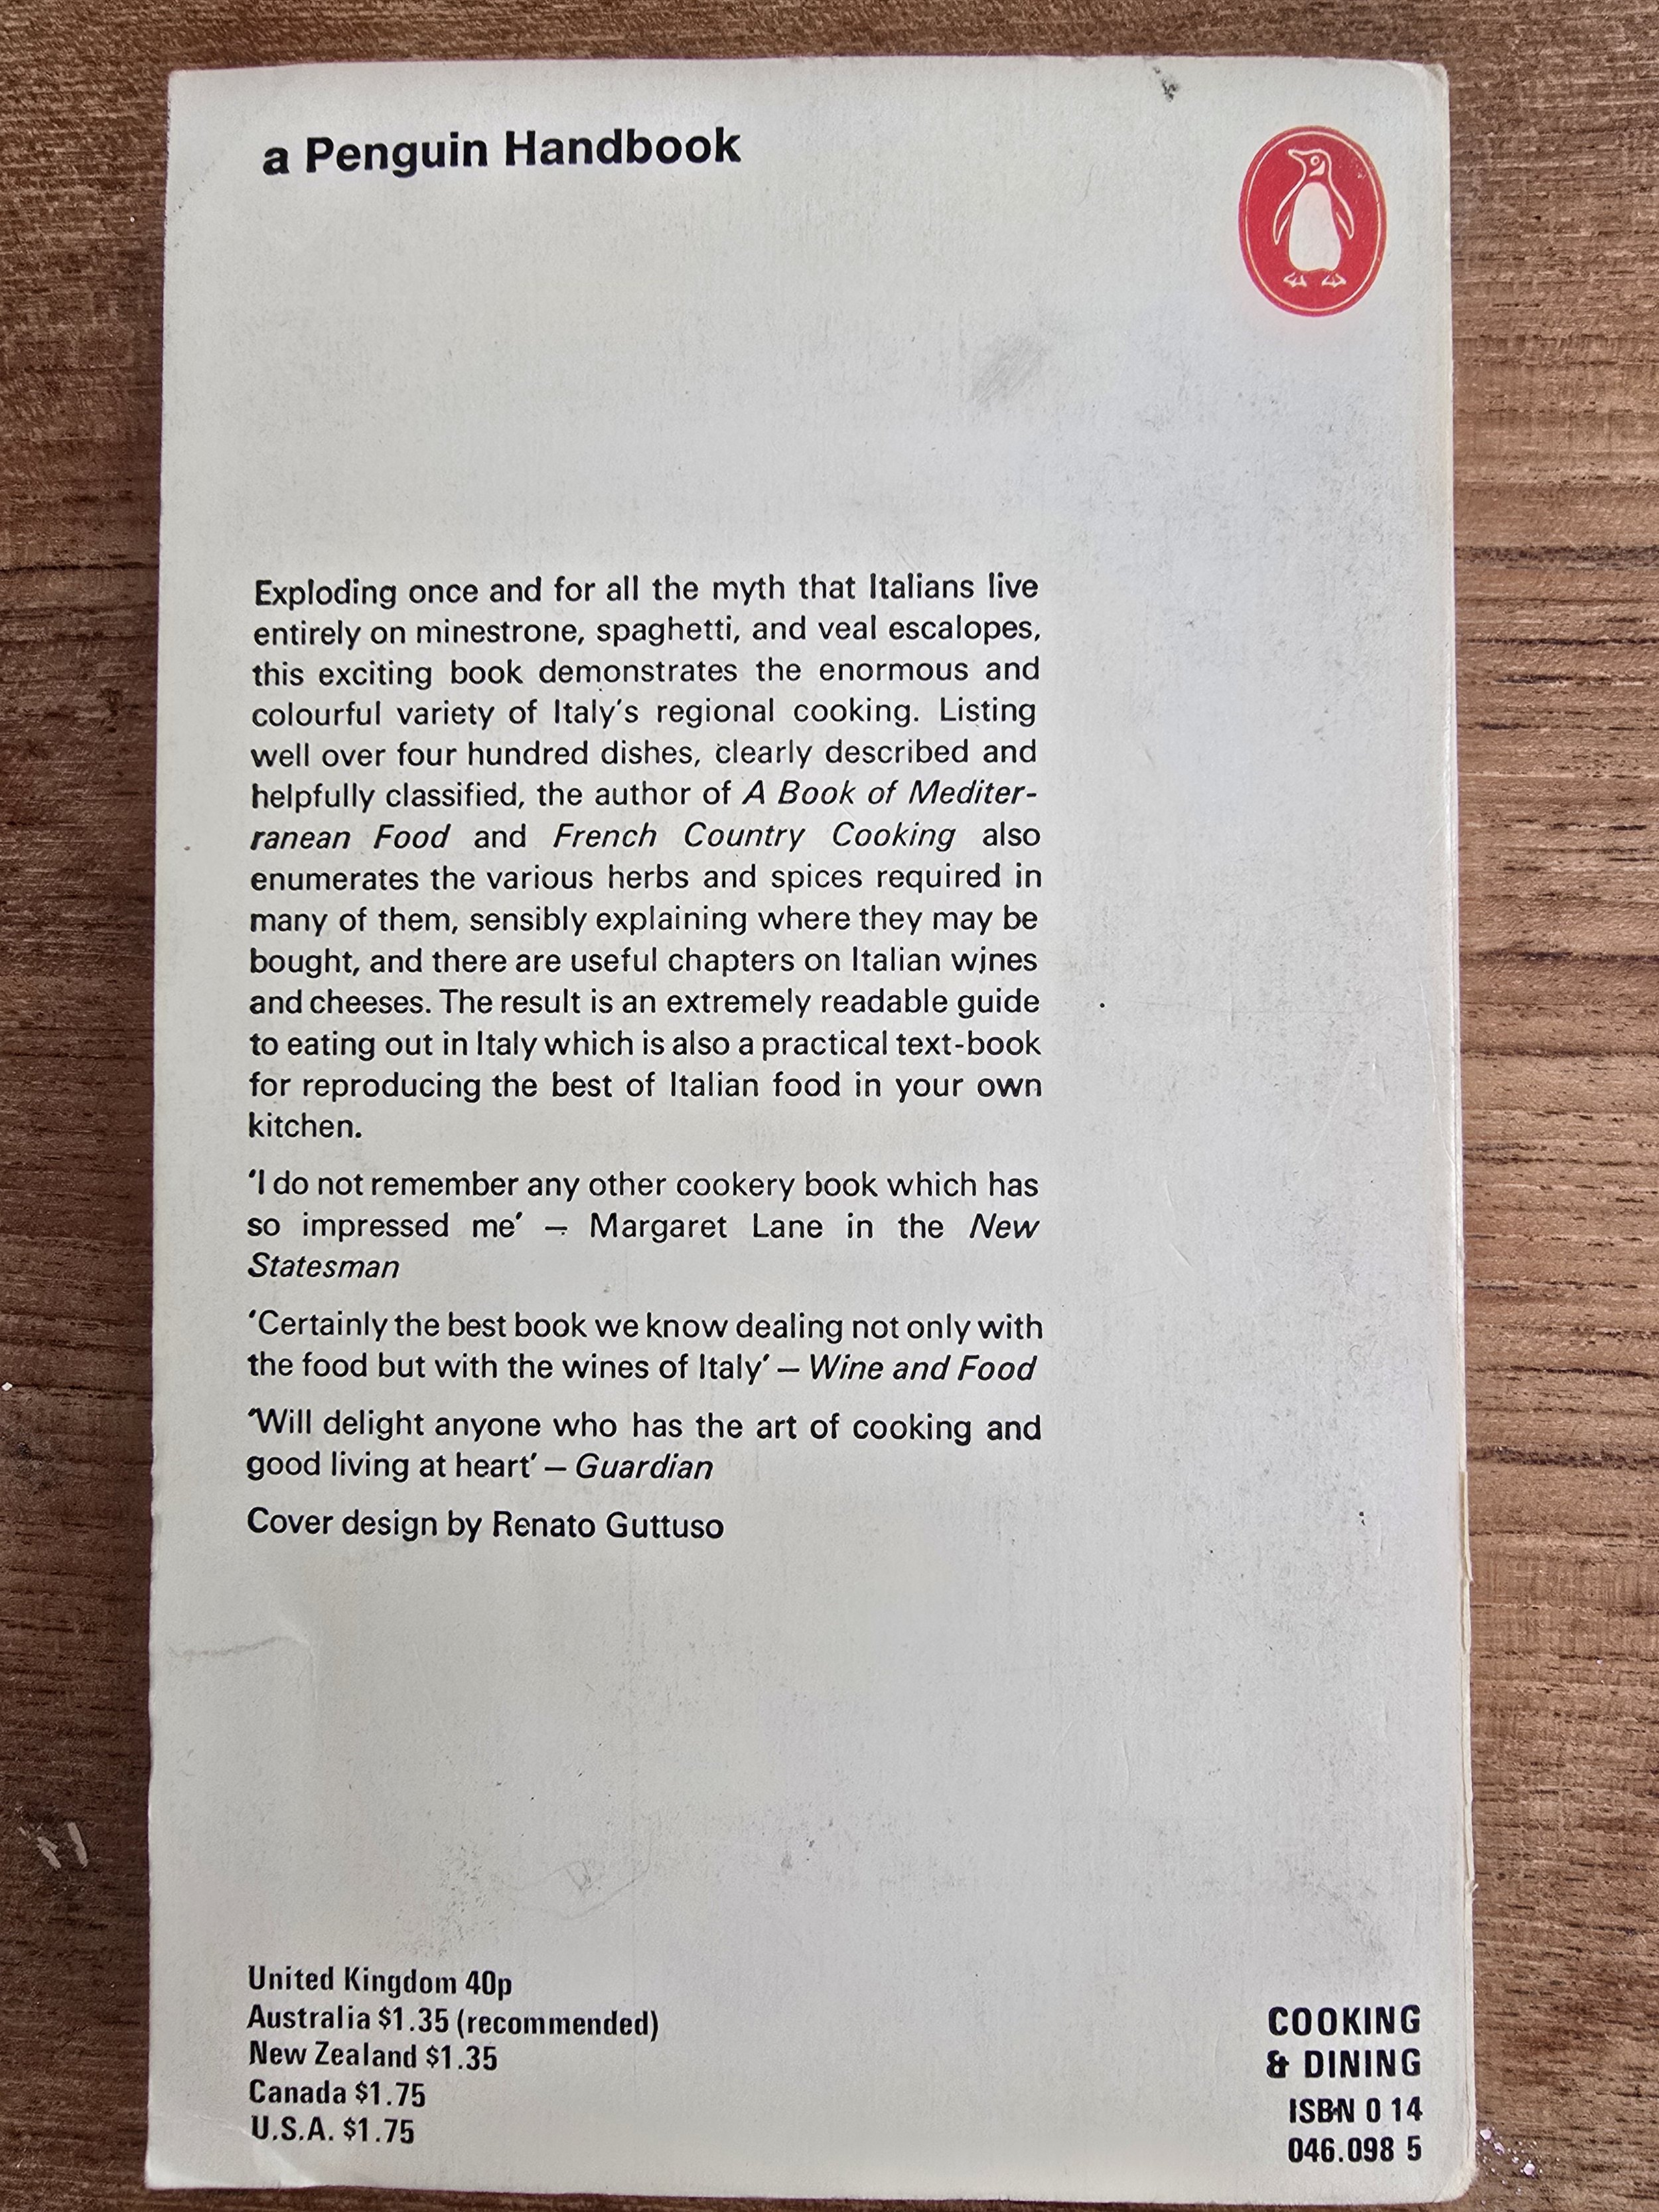 a Penguin Handbook
Exploding once and for all the myth that Italians live
entirely on minestrone, spaghetti, and veal escalopes,
this exciting book demonstrates the enormous and
colourful variety of Italy's regional cooking. Listing
well over four hundred dishes, clearly described and
helpfully classified, the author of A Book of Mediter-
ranean Food and French Country Cooking also
enumerates the various herbs and spices required in
many of them, sensibly explaining where they may be
bought, and there are useful chapters on Italian wines
and cheeses. The result is an extremely readable guide
to eating out in Italy which is also a practical text-book
for reproducing the best of Italian food in your own
kitchen.
‘I do not remember any other cookery book which has
so impressed me’ – Margaret Lane in the New
Statesman
‘Certainly the best book we know dealing not only with
the food but with the wines of Italy’ – Wine and Food
‘Will delight anyone who has the art of cooking and
good living at heart’ – Guardian
Cover design by Renato Guttuso
United Kingdom 40p
Australia $1.35 (recommended)
New Zealand $1.35
Canada $1.75
U.S.A. $1.75
COOKING
& DINING
ISBN 0 14
046.098 5